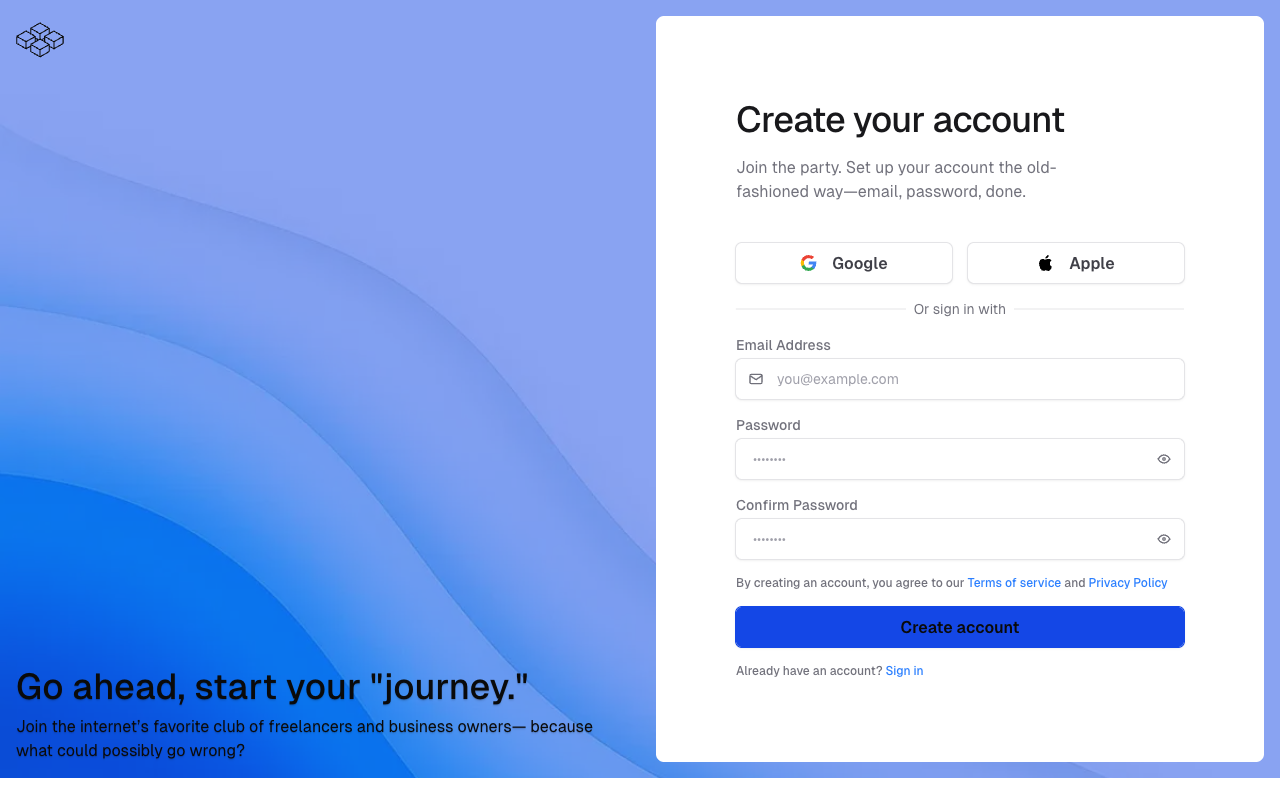 Create your account
Join the party. Set up your account the old-
fashioned way—email, password, done.
Google
Apple
Or sign in with
Email Address
you@example.com
Password
••••••••
Confirm Password
••••••••
By creating an account, you agree to our Terms of service and Privacy Policy
Create account
Already have an account? Sign in
Go ahead, start your "journey."
Join the internet's favorite club of freelancers and business owners— because
what could possibly go wrong?